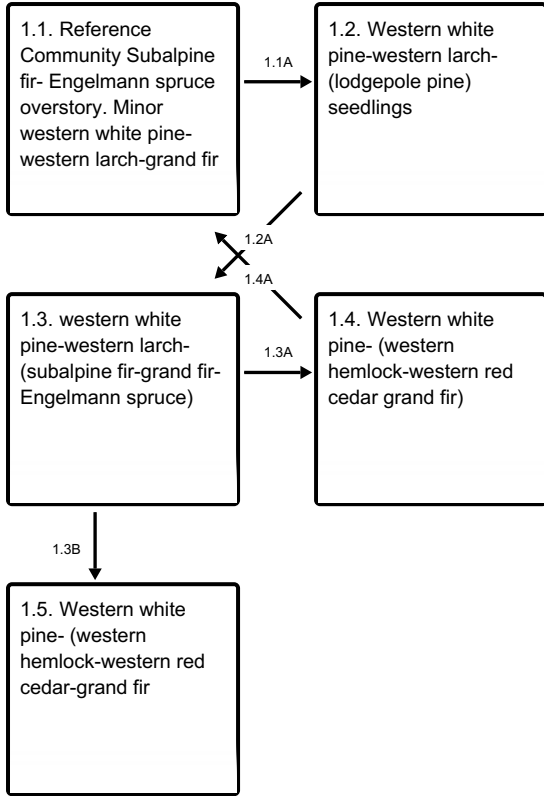 1.1. Reference
Community Subalpine
fir- Engelmann spruce
overstory. Minor
western white pine-
western larch-grand fir
1.1A
1.2. Western white
pine-western larch-
(lodgepole pine)
seedlings
1.2A
1.4A
1.3. western white
pine-western larch-
(subalpine fir-grand fir-
Engelmann spruce)
1.3A
1.4. Western white
pine- (western
hemlock-western red
cedar grand fir)
1.3B
1.5. Western white
pine- (western
hemlock-western red
cedar-grand fir